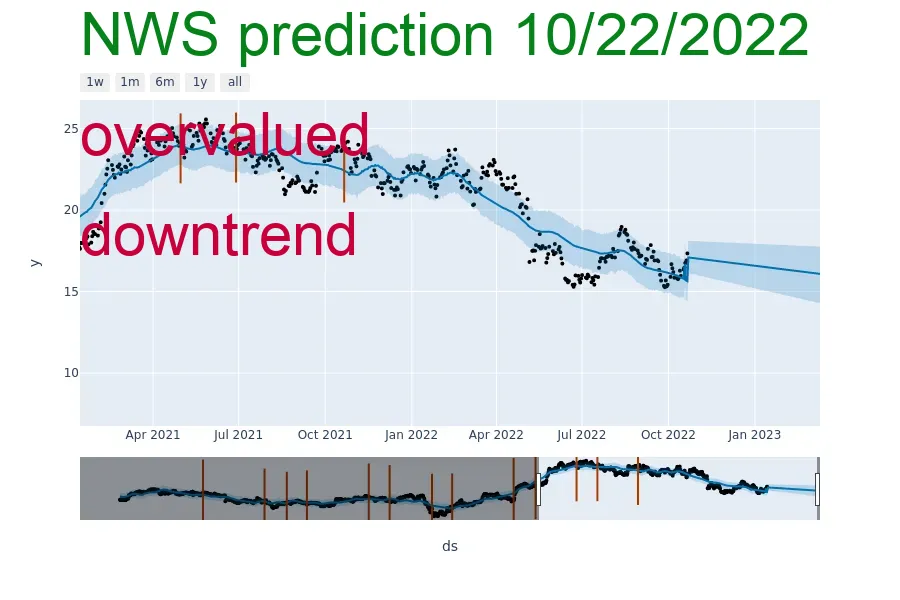 NWS prediction 10/22/2022
1w 1m 6m 1y all
25
overvalued
20
downtrend
y
15
10
Apr 2021 Jul 2021 Oct 2021 Jan 2022 Apr 2022 Jul 2022 Oct 2022 Jan 2023
ds